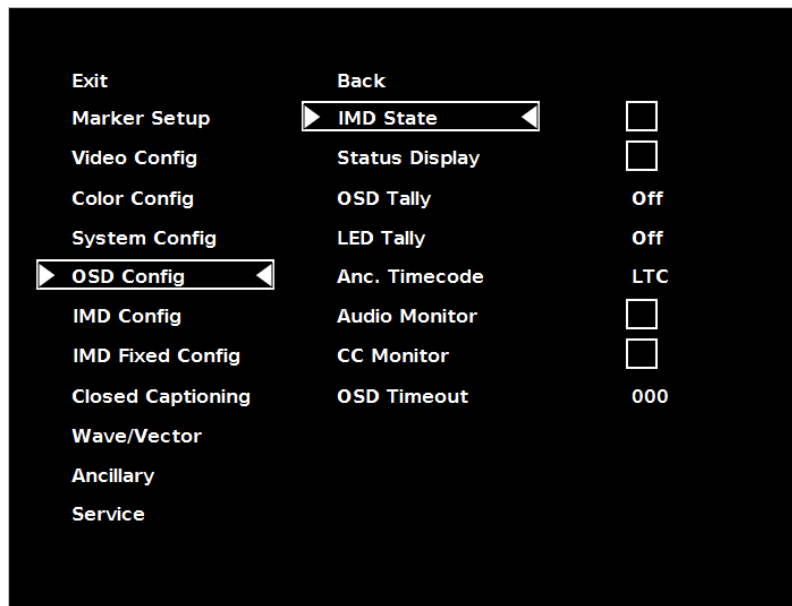 Exit Back
Marker Setup IMD State
Video Config Status Display
Color Config OSD Tally Off
System Config LED Tally Off
OSD Config Anc. Timecode LTC
IMD Config Audio Monitor
IMD Fixed Config CC Monitor
Closed Captioning OSD Timeout 000
Wave/Vector
Ancillary
Service